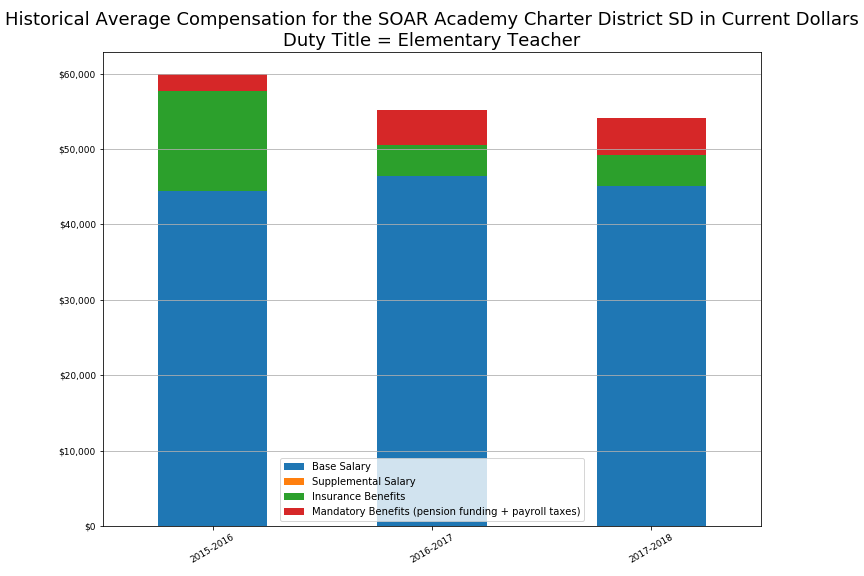 Historical Average Compensation for the SOAR Academy Charter District SD in Current Dollars
Duty Title = Elementary Teacher
$60,000
$50,000
$40,000
$30,000
$20,000
$10,000
$0
Base Salary
Supplemental Salary
Insurance Benefits
Mandatory Benefits (pension funding + payroll taxes)
2015-2016
2016-2017
2017-2018